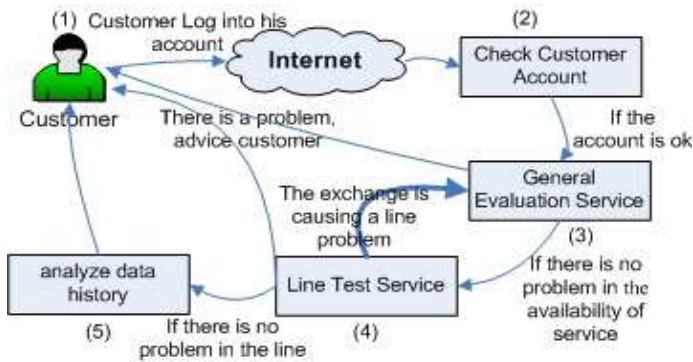 (1)
Customer Log into his
account
Internet
(2)
Check Customer
Account
Customer
There is a problem,
advice customer
If the
account is ok
General
Evaluation Service
(3)
The exchange is
causing a line
problem
If there is no
problem in the
availability of
service
Line Test Service
(4)
If there is no
problem in the line
analyze data
history
(5)